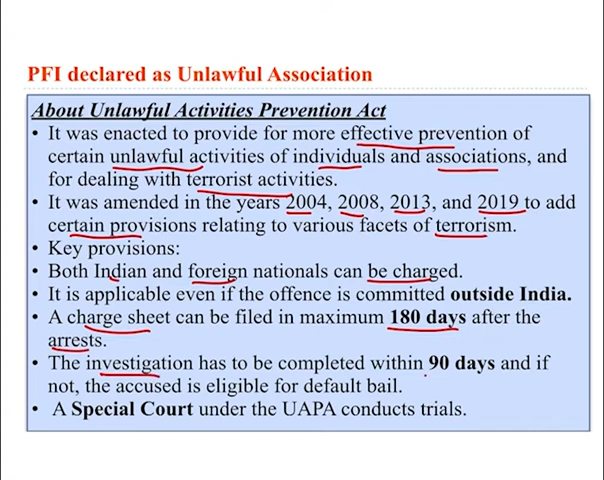 PFI declared as Unlawful Association
About Unlawful Activities Prevention Act
• It was enacted to provide for more effective prevention of
certain unlawful activities of individuals and associations, and
for dealing with terrorist activities.
• It was amended in the years 2004, 2008, 2013, and 2019 to add
certain provisions relating to various facets of terrorism.
• Key provisions:
• Both Indian and foreign nationals can be charged.
• It is applicable even if the offence is committed outside India.
• A charge sheet can be filed in maximum 180 days after the
arrests.
• The investigation has to be completed within 90 days and if
not, the accused is eligible for default bail.
• A Special Court under the UAPA conducts trials.